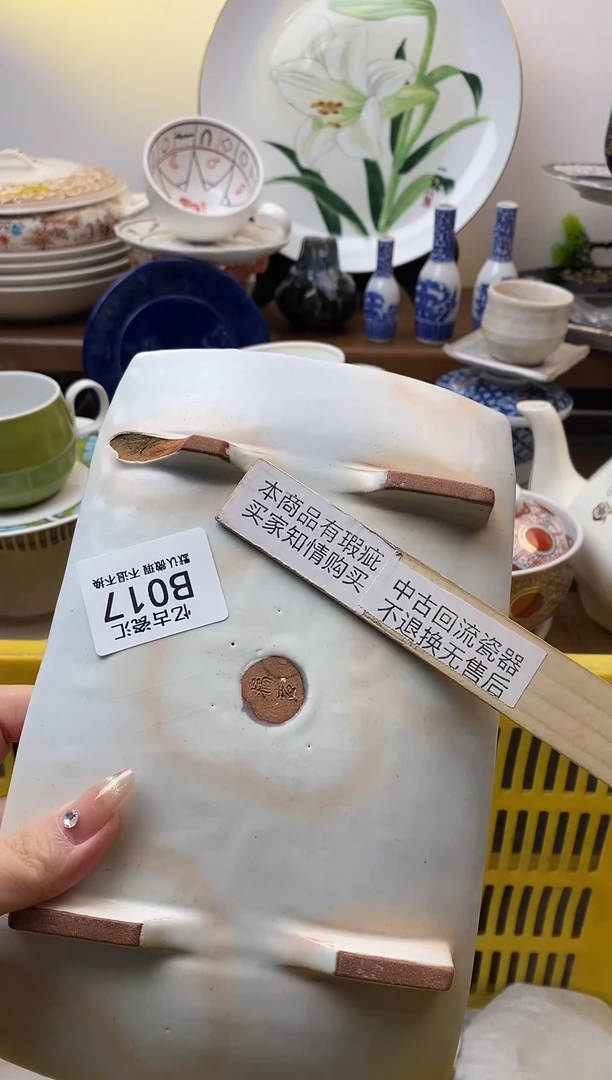 本商品有瑕疵
买家知情购买
中古回流瓷器
不退换无售后
忆古瓷汇
B017
默认微瑕 不退不换